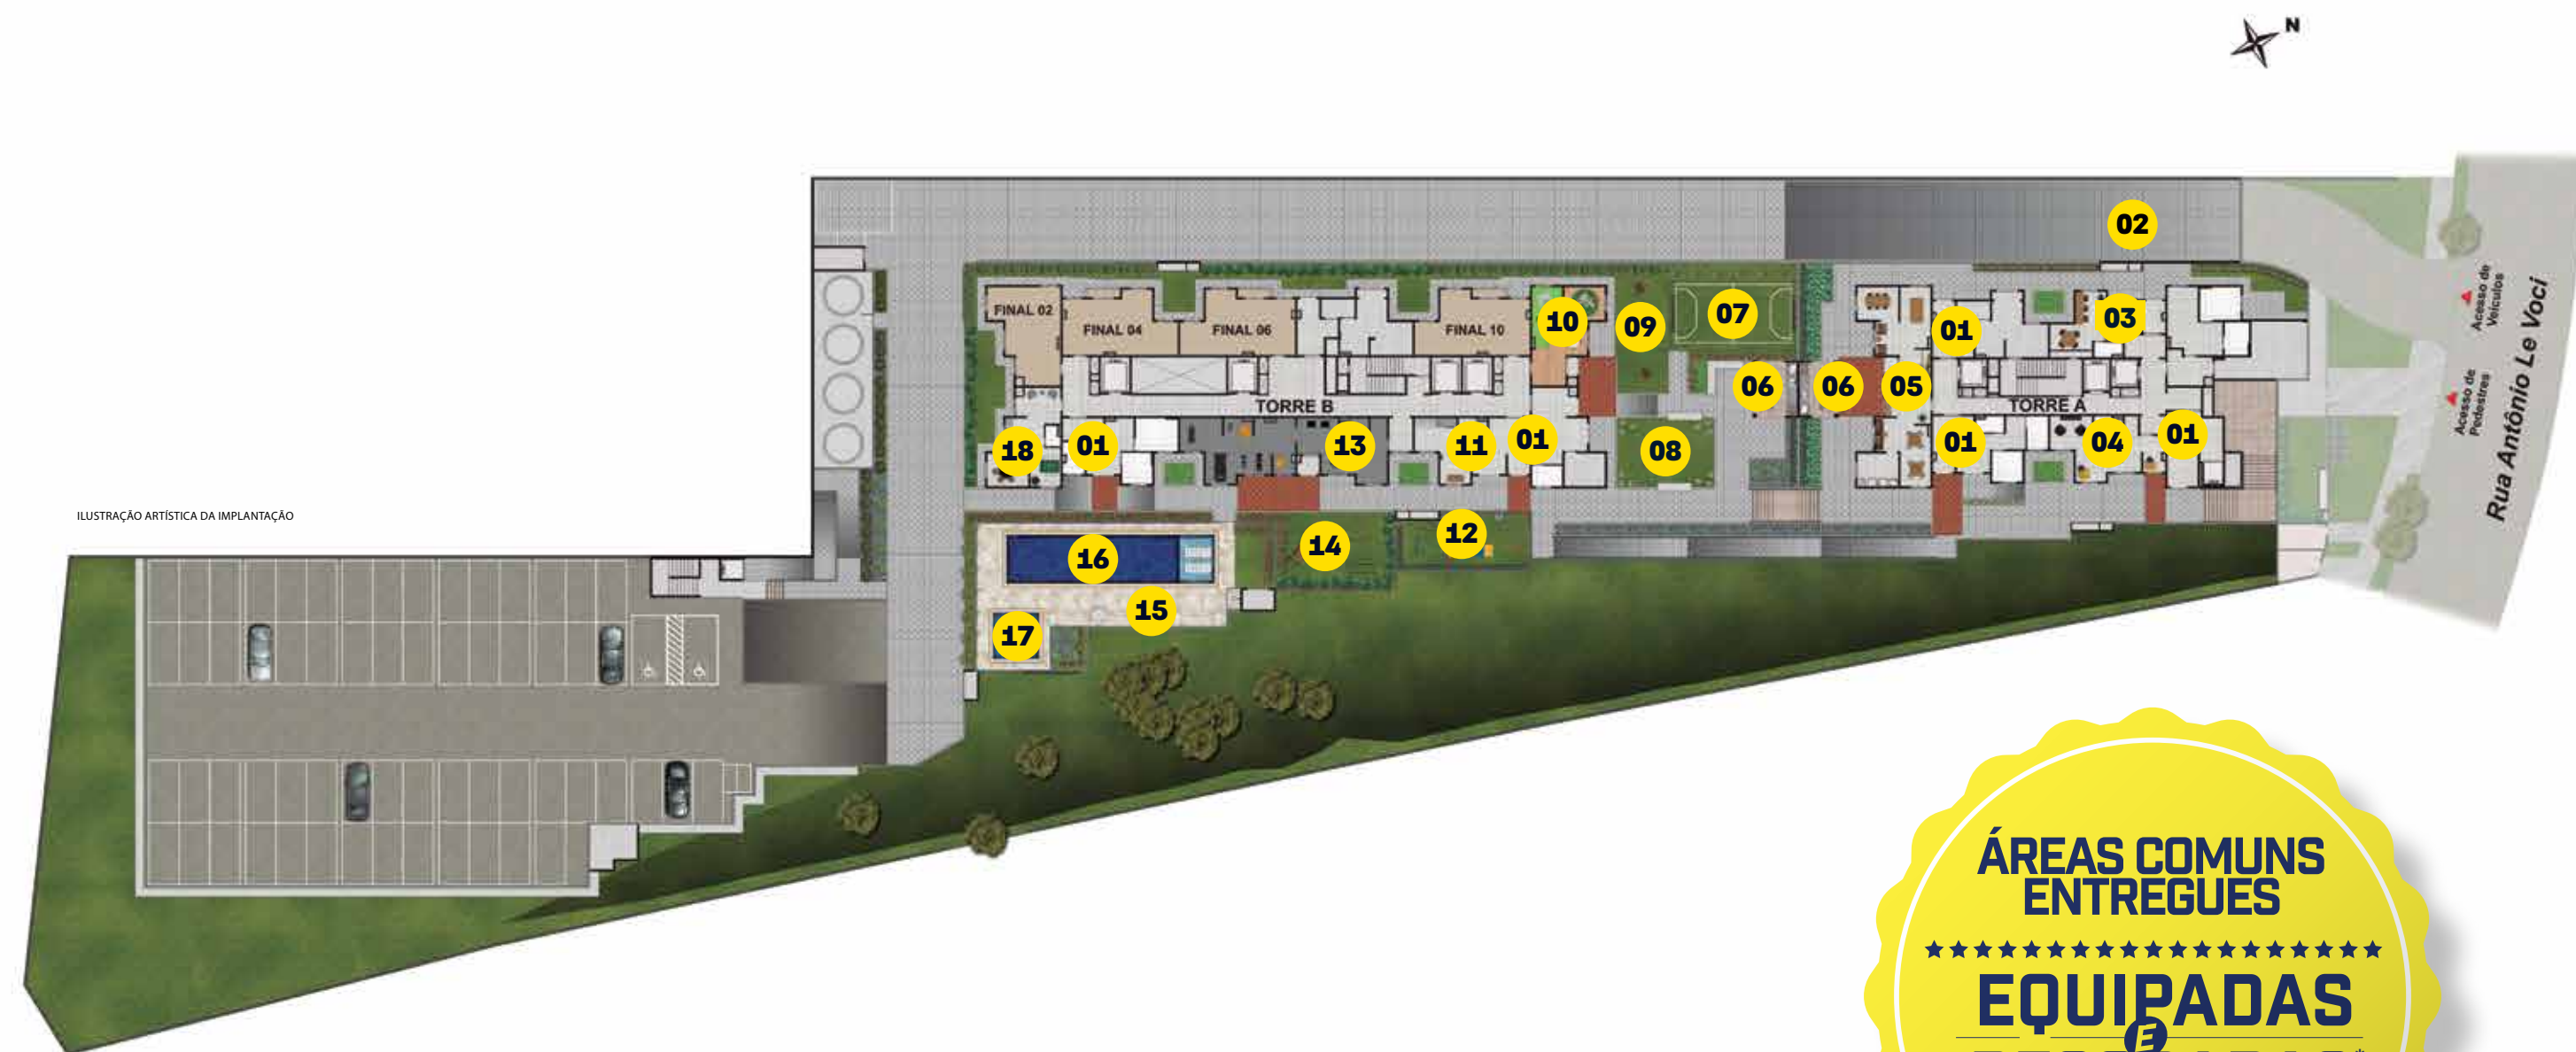 N
02
FINAL 02
FINAL 04
FINAL 06
FINAL 10
10
09
07
01
03
Acesso de
Veículos
06
06
05
TORRE B
TORRE A
Acesso de
Pedestres
Rua Antônio Le Voci
18
01
13
11
01
08
01
04
01
ILUSTRAÇÃO ARTÍSTICA DA IMPLANTAÇÃO
16
14
12
15
17
ÁREAS COMUNS
ENTREGUES
EQUIPADAS
E